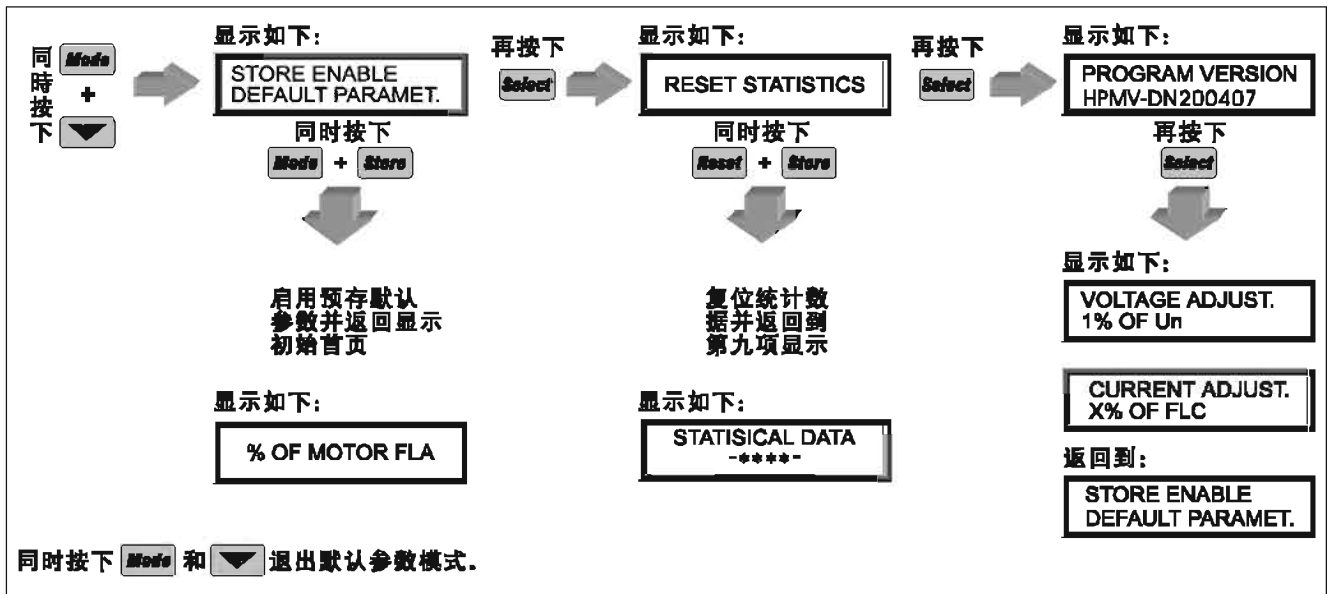 同時按下
Mode
+
显示如下：
STORE ENABLE
DEFAULT PARAMET.
同时按下
Mode + Store
启用预存默认
参数并返回显示
初始首页
显示如下：
% OF MOTOR FLA
再按下
Select
显示如下：
RESET STATISTICS
同时按下
Reset + Store
复位统计数
据并返回到
第九项显示
显示如下：
STATISICAL DATA
-****-
再按下
Select
显示如下：
PROGRAM VERSION
HPMV-DN200407
再按下
Select
显示如下：
VOLTAGE ADJUST.
1% OF Un
CURRENT ADJUST.
X% OF FLC
返回到：
STORE ENABLE
DEFAULT PARAMET.
同时按下 Mode 和 退出默认参数模式.